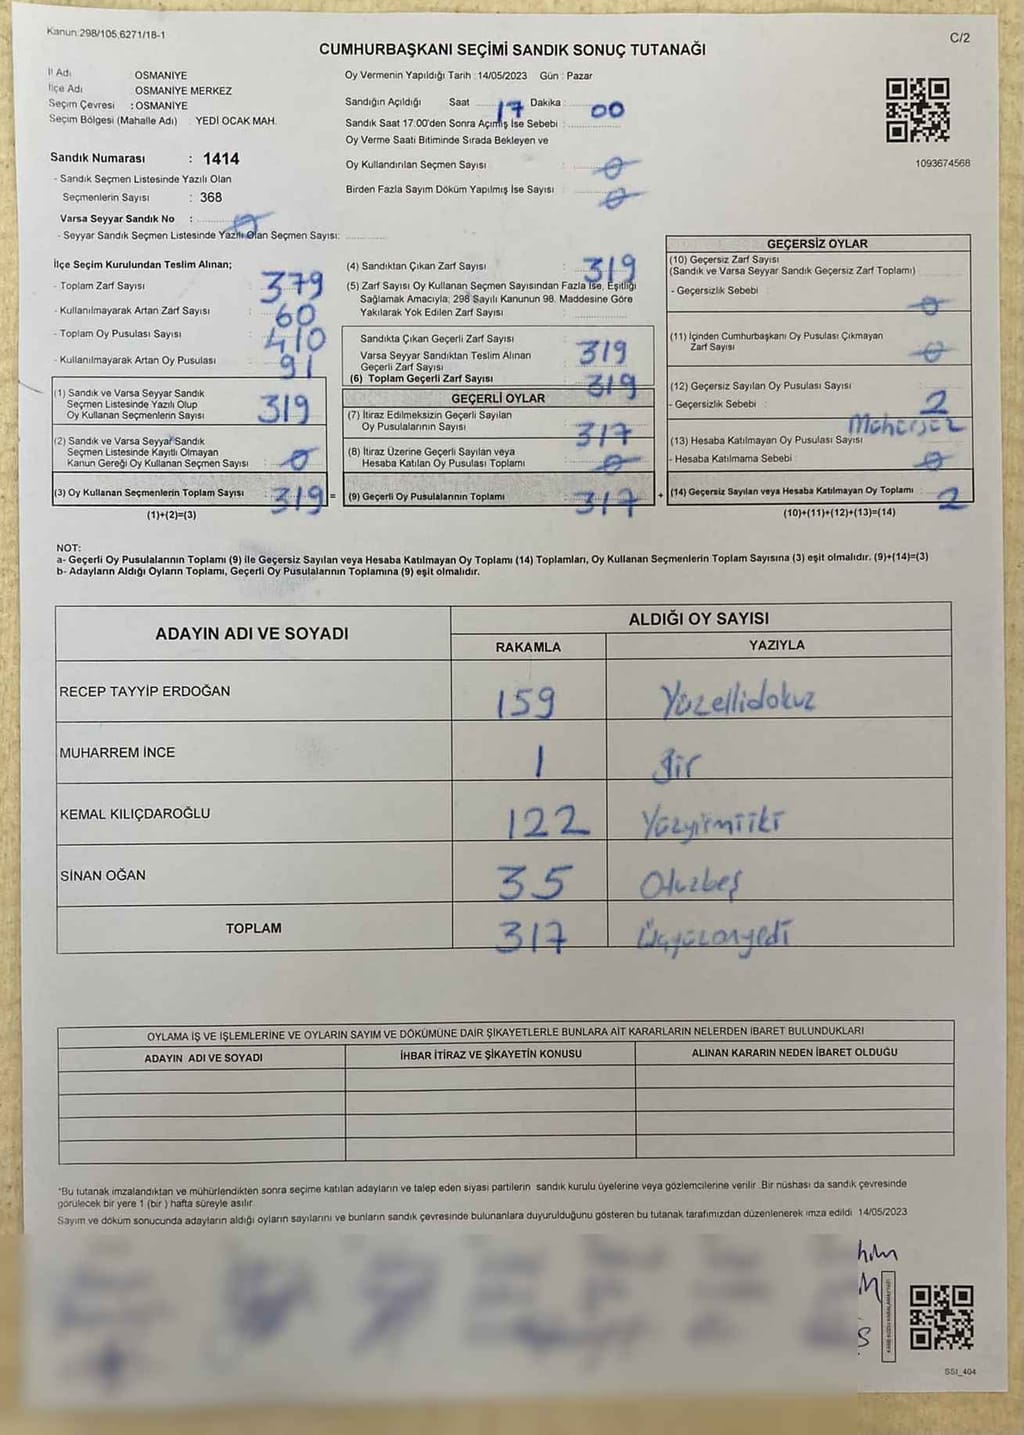 Kanun:298/105,6271/18-1
C/2
CUMHURBAŞKANI SEÇİMİ SANDIK SONUÇ TUTANAĞI
İl Adı OSMANİYE
İlçe Adı OSMANİYE MERKEZ
Seçim Çevresi : OSMANİYE
Seçim Bölgesi (Mahalle Adı) : YEDİ OCAK MAH.
Sandık Numarası : 1414
- Sandık Seçmen Listesinde Yazılı Olan
Seçmenlerin Sayısı : 368
Varsa Seyyar Sandık No : 0
- Seyyar Sandık Seçmen Listesinde Yazılı Olan Seçmen Sayısı:
Oy Vermenin Yapıldığı Tarih :14/05/2023 Gün : Pazar
Sandığın Açıldığı Saat 17 Dakika : 00
Sandık Saat 17:00'den Sonra Açılmış İse Sebebi :
Oy Verme Saati Bitiminde Sırada Bekleyen ve
Oy Kullandırılan Seçmen Sayısı : 0
Birden Fazla Sayım Döküm Yapılmış İse Sayısı : 0
1093674568
İlçe Seçim Kurulundan Teslim Alınan;
- Toplam Zarf Sayısı : 379
- Kullanılmayarak Artan Zarf Sayısı : 60
- Toplam Oy Pusulası Sayısı : 410
- Kullanılmayarak Artan Oy Pusulası : 91
(1) Sandık ve Varsa Seyyar Sandık
Seçmen Listesinde Yazılı Olup
Oy Kullanan Seçmenlerin Sayısı : 319
(2) Sandık ve Varsa Seyyar Sandık
Seçmen Listesinde Kayıtlı Olmayan
Kanun Gereği Oy Kullanan Seçmen Sayısı : 0
(3) Oy Kullanan Seçmenlerin Toplam Sayısı : 319 =
(1)+(2)=(3)
(4) Sandıktan Çıkan Zarf Sayısı : 319
(5) Zarf Sayısı Oy Kullanan Seçmen Sayısından Fazla İse, Eşitliği
Sağlamak Amacıyla; 298 Sayılı Kanunun 98. Maddesine Göre
Yakılarak Yok Edilen Zarf Sayısı :
Sandıkta Çıkan Geçerli Zarf Sayısı : 319
Varsa Seyyar Sandıktan Teslim Alınan
Geçerli Zarf Sayısı
(6) Toplam Geçerli Zarf Sayısı : 319
GEÇERLİ OYLAR
(7) İtiraz Edilmeksizin Geçerli Sayılan
Oy Pusulalarının Sayısı : 317
(8) İtiraz Üzerine Geçerli Sayılan veya
Hesaba Katılan Oy Pusulası Toplamı : 0
(9) Geçerli Oy Pusulalarının Toplamı : 317 +
GEÇERSİZ OYLAR
(10) Geçersiz Zarf Sayısı
(Sandık ve Varsa Seyyar Sandık Geçersiz Zarf Toplamı)
- Geçersizlik Sebebi : 0
(11) İçinden Cumhurbaşkanı Oy Pusulası Çıkmayan
Zarf Sayısı : 0
(12) Geçersiz Sayılan Oy Pusulası Sayısı
- Geçersizlik Sebebi : 2
Mühürsüz
(13) Hesaba Katılmayan Oy Pusulası Sayısı
- Hesaba Katılmama Sebebi : 0
(14) Geçersiz Sayılan veya Hesaba Katılmayan Oy Toplamı : 2
(10)+(11)+(12)+(13)=(14)
NOT:
a- Geçerli Oy Pusulalarının Toplamı (9) ile Geçersiz Sayılan veya Hesaba Katılmayan Oy Toplamı (14) Toplamları, Oy Kullanan Seçmenlerin Toplam Sayısına (3) eşit olmalıdır. (9)+(14)=(3)
b- Adayların Aldığı Oyların Toplamı, Geçerli Oy Pusulalarının Toplamına (9) eşit olmalıdır.
ADAYIN ADI VE SOYADI
ALDIĞI OY SAYISI
RAKAMLA YAZIYLA
RECEP TAYYİP ERDOĞAN 159 Yüzellidokuz
MUHARREM İNCE 1 Bir
KEMAL KILIÇDAROĞLU 122 Yüzyirmiiki
SİNAN OĞAN 35 Otuzbeş
TOPLAM 317 Üçyüzonyedi
OYLAMA İŞ VE İŞLEMLERİNE VE OYLARIN SAYIM VE DÖKÜMÜNE DAİR ŞİKAYETLERLE BUNLARA AİT KARARLARIN NELERDEN İBARET BULUNDUKLARI
ADAYIN ADI VE SOYADI İHBAR İTİRAZ VE ŞİKAYETİN KONUSU ALINAN KARARIN NEDEN İBARET OLDUĞU
*Bu tutanak imzalandıktan ve mühürlendikten sonra seçime katılan adayların ve talep eden siyasi partilerin sandık kurulu üyelerine veya gözlemcilerine verilir. Bir nüshası da sandık çevresinde
görülecek bir yere 1 (bir ) hafta süreyle asılır.
Sayım ve döküm sonucunda adayların aldığı oyların sayılarını ve bunların sandık çevresinde bulunanlara duyurulduğunu gösteren bu tutanak tarafımızdan düzenlenerek imza edildi. 14/05/2023
SSI_404